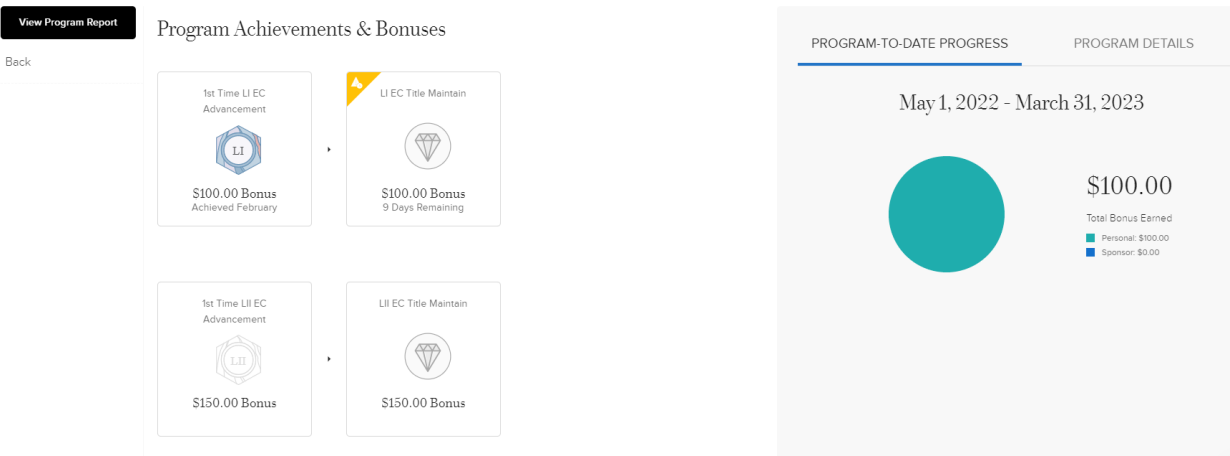 View Program Report
Back
Program Achievements & Bonuses
1st Time LI EC
Advancement
LI
$100.00 Bonus
Achieved February
LI EC Title Maintain
$100.00 Bonus
9 Days Remaining
1st Time LII EC
Advancement
LII
$150.00 Bonus
LII EC Title Maintain
$150.00 Bonus
PROGRAM-TO-DATE PROGRESS
PROGRAM DETAILS
May 1, 2022 - March 31, 2023
$100.00
Total Bonus Earned
Personal: $100.00
Sponsor: $0.00